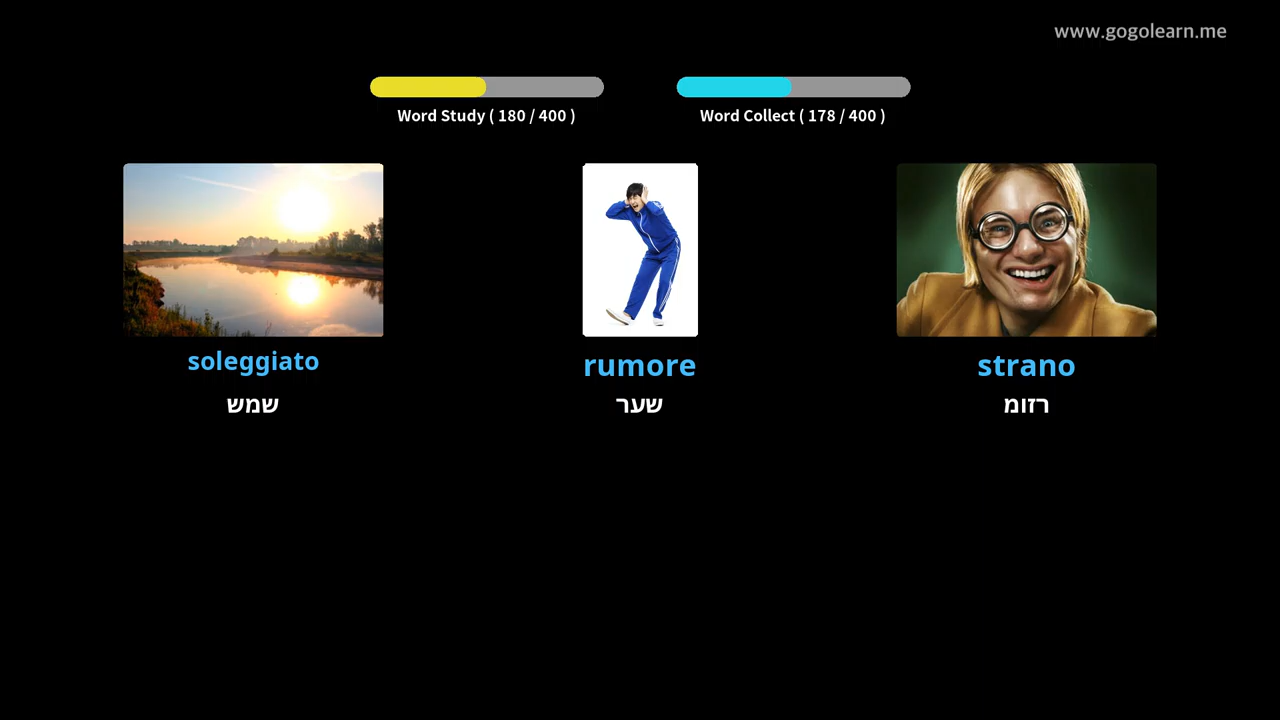 www.gogolearn.me
Word Study ( 180 / 400 )
Word Collect ( 178 / 400 )
soleggiato
שמש
rumore
שער
strano
רזומ